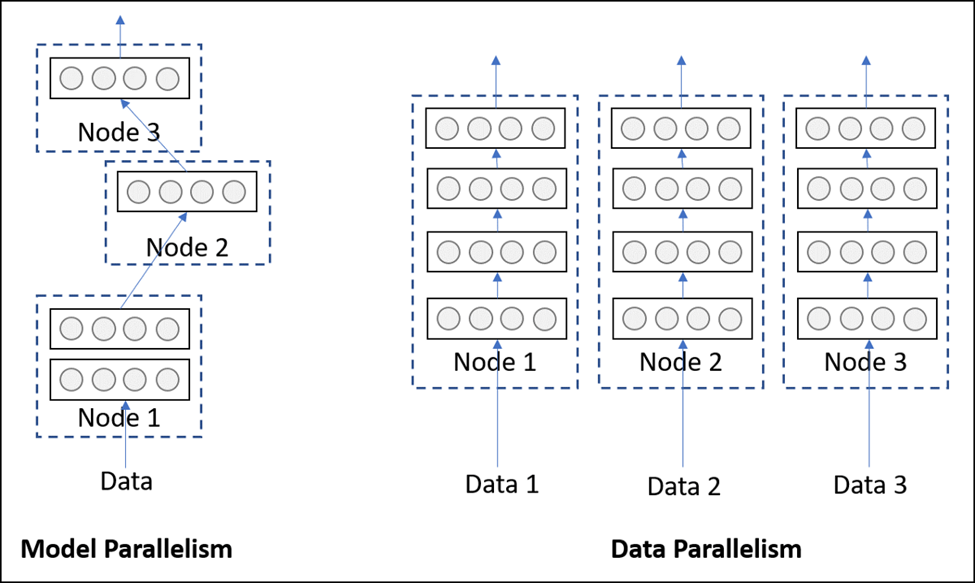 Node 3
Node 2
Node 1
Data
Model Parallelism
Node 1
Node 2
Node 3
Data 1
Data 2
Data 3
Data Parallelism